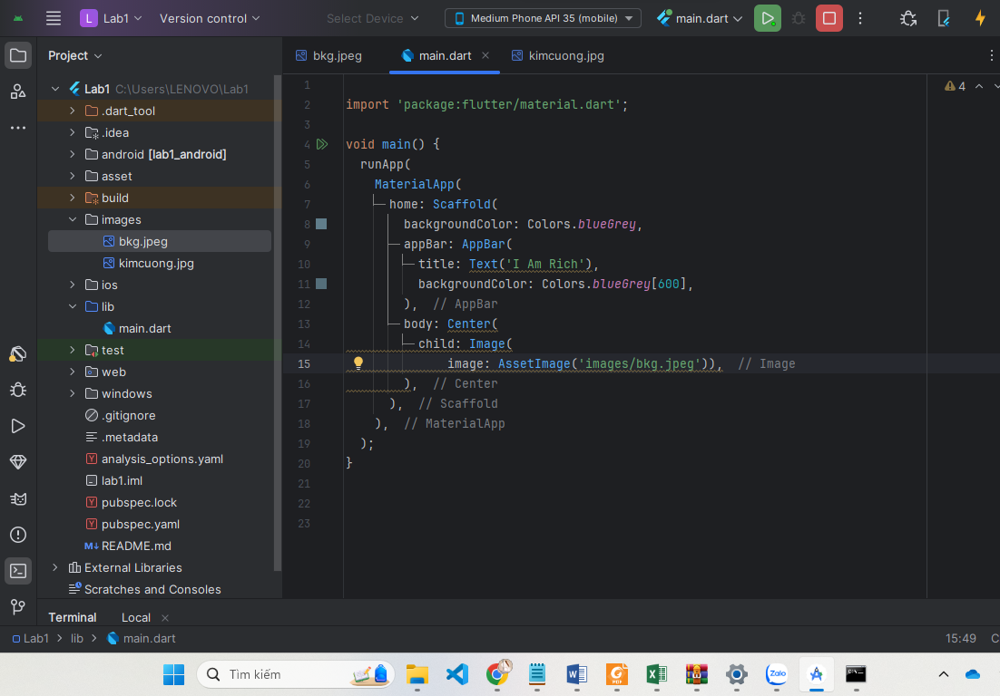 L Lab1 Version control Select Device Medium Phone API 35 (mobile) main.dart
Project
bkg.jpeg main.dart kimcuong.jpg
Lab1 C:\Users\LENOVO\Lab1
.dart_tool
.idea
android [lab1_android]
asset
build
images
bkg.jpeg
kimcuong.jpg
ios
lib
main.dart
test
web
windows
.gitignore
.metadata
analysis_options.yaml
lab1.iml
pubspec.lock
pubspec.yaml
README.md
External Libraries
Scratches and Consoles
4
1
2 import 'package:flutter/material.dart';
3
4 void main() {
5 runApp(
6 MaterialApp(
7 home: Scaffold(
8 backgroundColor: Colors.blueGrey,
9 appBar: AppBar(
10 title: Text('I Am Rich'),
11 backgroundColor: Colors.blueGrey[600],
12 ), // AppBar
13 body: Center(
14 child: Image(
15 image: AssetImage('images/bkg.jpeg')), // Image
16 ), // Center
17 ), // Scaffold
18 ), // MaterialApp
19 );
20 }
21
22
23
Terminal Local
Lab1 > lib > main.dart 15:49 C
Tìm kiếm Zalo